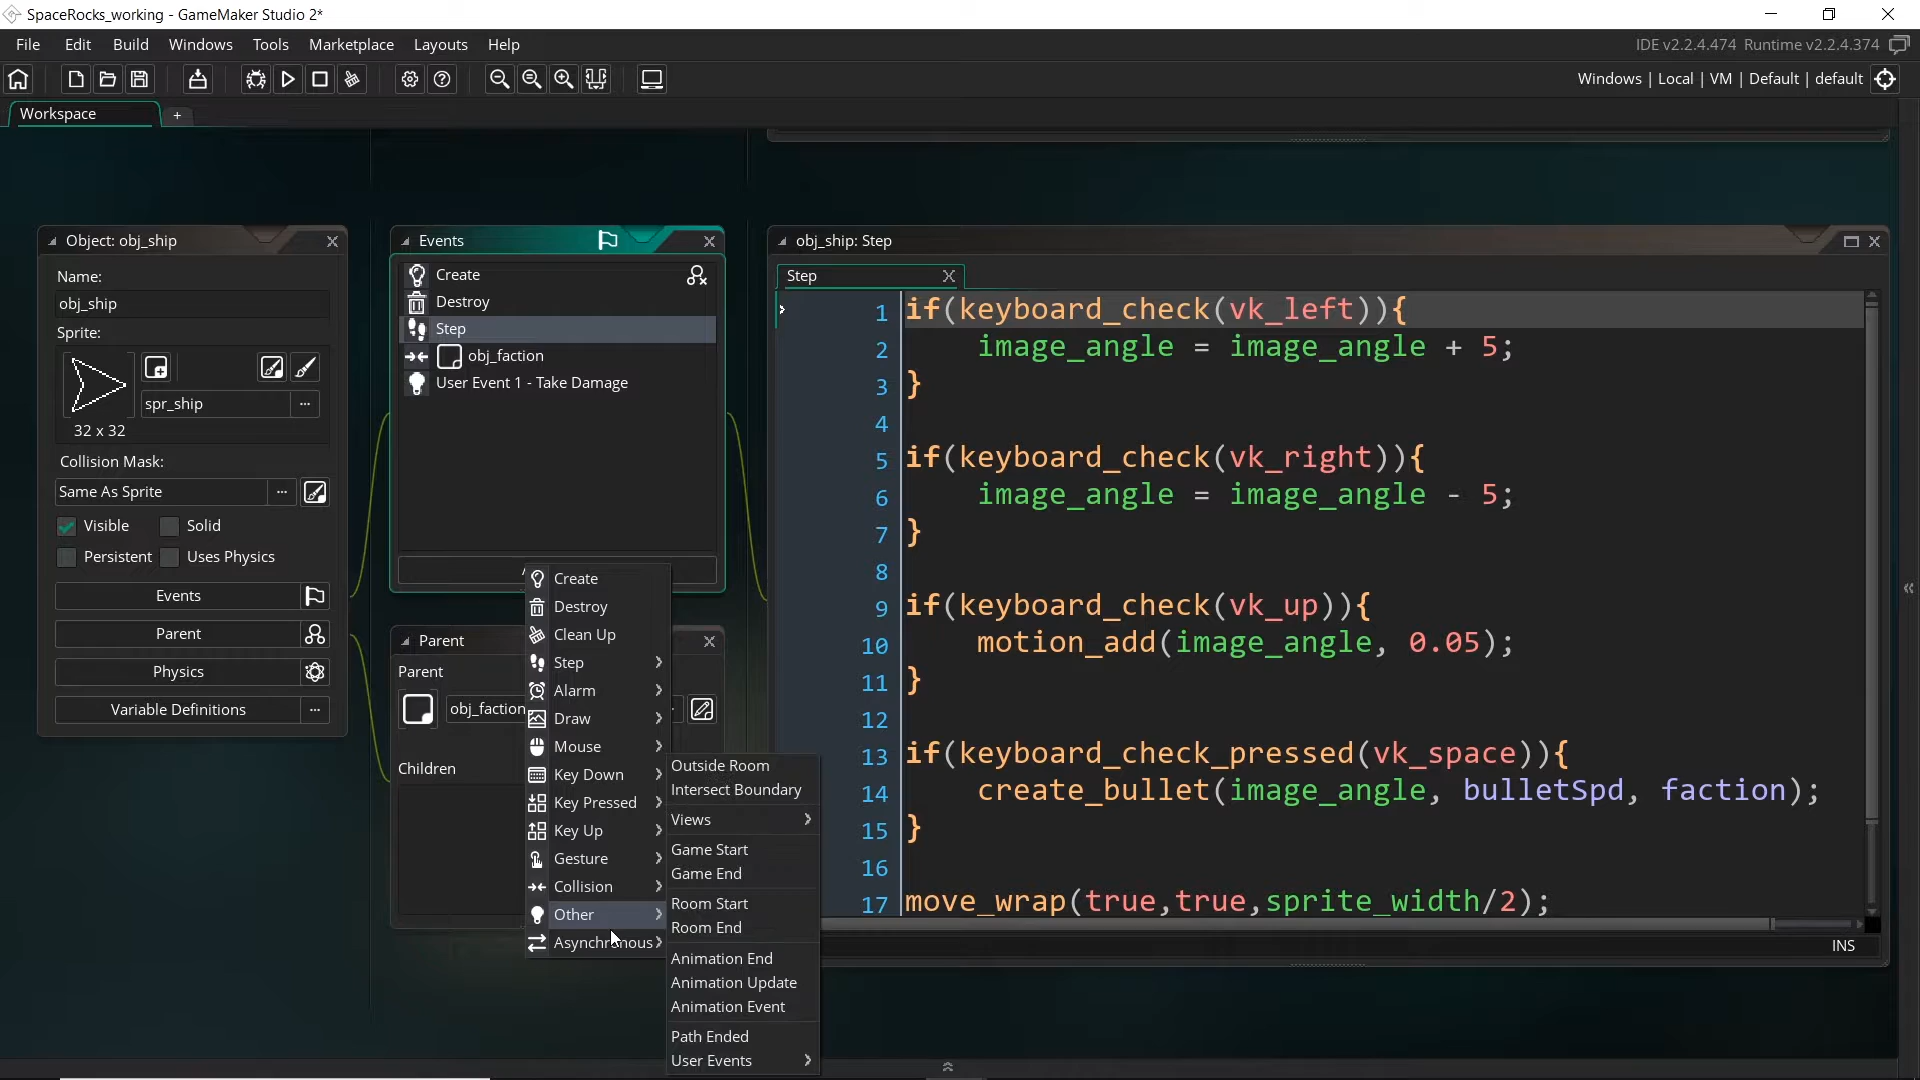 SpaceRocks_working - GameMaker Studio 2*
File Edit Build Windows Tools Marketplace Layouts Help
IDE v2.2.4.474 Runtime v2.2.4.374
Windows | Local | VM | Default | default
Workspace +
Object: obj_ship
Name:
obj_ship
Sprite:
spr_ship ...
32 x 32
Collision Mask:
Same As Sprite ...
Visible Solid
Persistent Uses Physics
Events
Parent
Physics
Variable Definitions ...
Events
Create
Destroy
Step
obj_faction
User Event 1 - Take Damage
Parent
Parent
obj_faction
Children
Create
Destroy
Clean Up
Step
Alarm
Draw
Mouse
Key Down
Key Pressed
Key Up
Gesture
Collision
Other
Asynchronous
Outside Room
Intersect Boundary
Views
Game Start
Game End
Room Start
Room End
Animation End
Animation Update
Animation Event
Path Ended
User Events
obj_ship: Step
Step
1 if(keyboard_check(vk_left)){
2 image_angle = image_angle + 5;
3 }
4
5 if(keyboard_check(vk_right)){
6 image_angle = image_angle - 5;
7 }
8
9 if(keyboard_check(vk_up)){
10 motion_add(image_angle, 0.05);
11 }
12
13 if(keyboard_check_pressed(vk_space)){
14 create_bullet(image_angle, bulletSpd, faction);
15 }
16
17 move_wrap(true,true,sprite_width/2);
INS